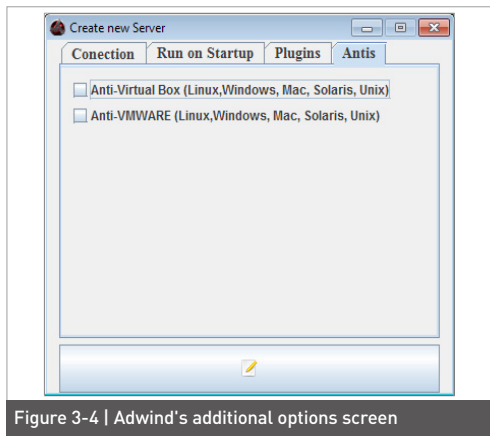 Create new Server
Conection Run on Startup Plugins Antis
Anti-Virtual Box (Linux,Windows, Mac, Solaris, Unix)
Anti-VMWARE (Linux,Windows, Mac, Solaris, Unix)
Figure 3-4 | Adwind's additional options screen